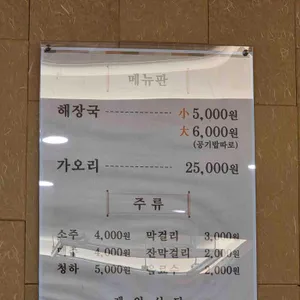 메뉴판
해장국 小 5,000원
大 6,000원
(공기밥따로)
가오리 25,000원
주 류
소주 4,000원 막걸리 3,000원
4,000원 잔막걸리 2,000원
청하 5,000원 음료수 2,000원